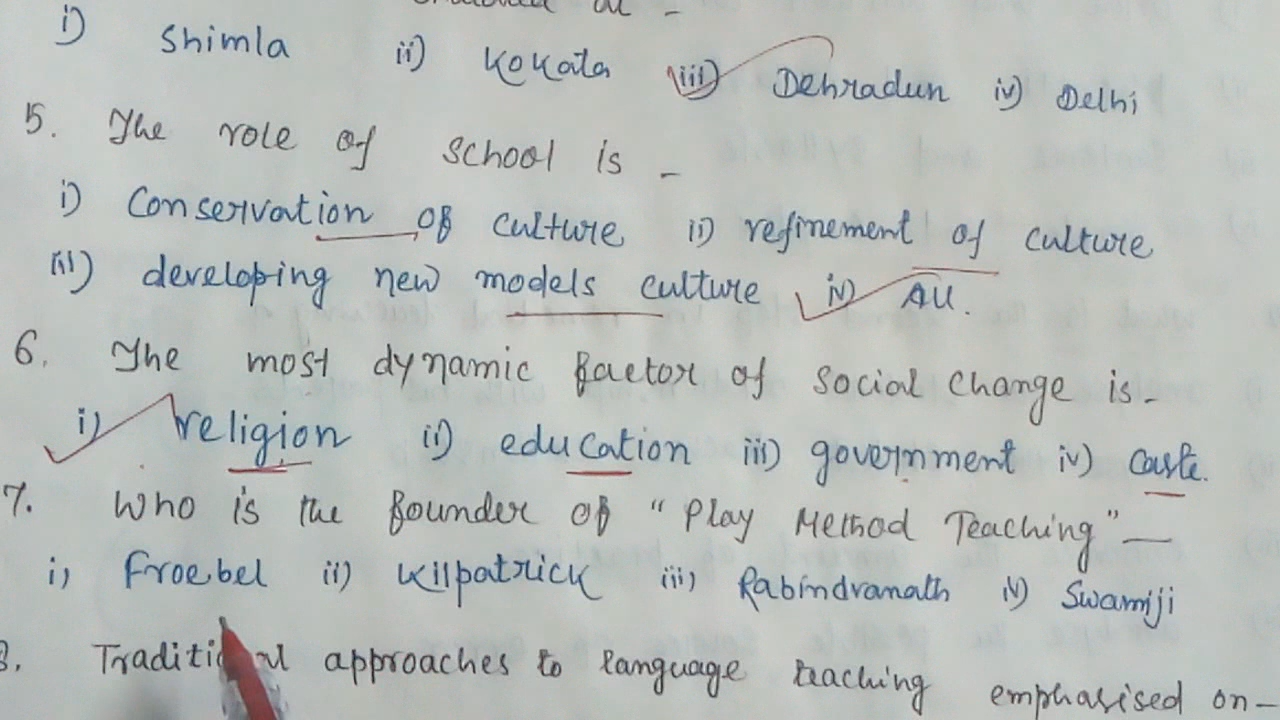 at -
i) Shimla ii) Kokata iii) Dehradun iv) Delhi
5. The role of school is -
i) Conservation of culture ii) refinement of culture
iii) developing new models culture iv) All.
6. The most dynamic factor of social change is-
i) religion ii) education iii) government iv) caste.
7. Who is the founder of "Play Method Teaching" —
i) Froebel ii) Kilpatrick iii) Rabindranath iv) Swamiji
8. Traditional approaches to language teaching emphasised on-